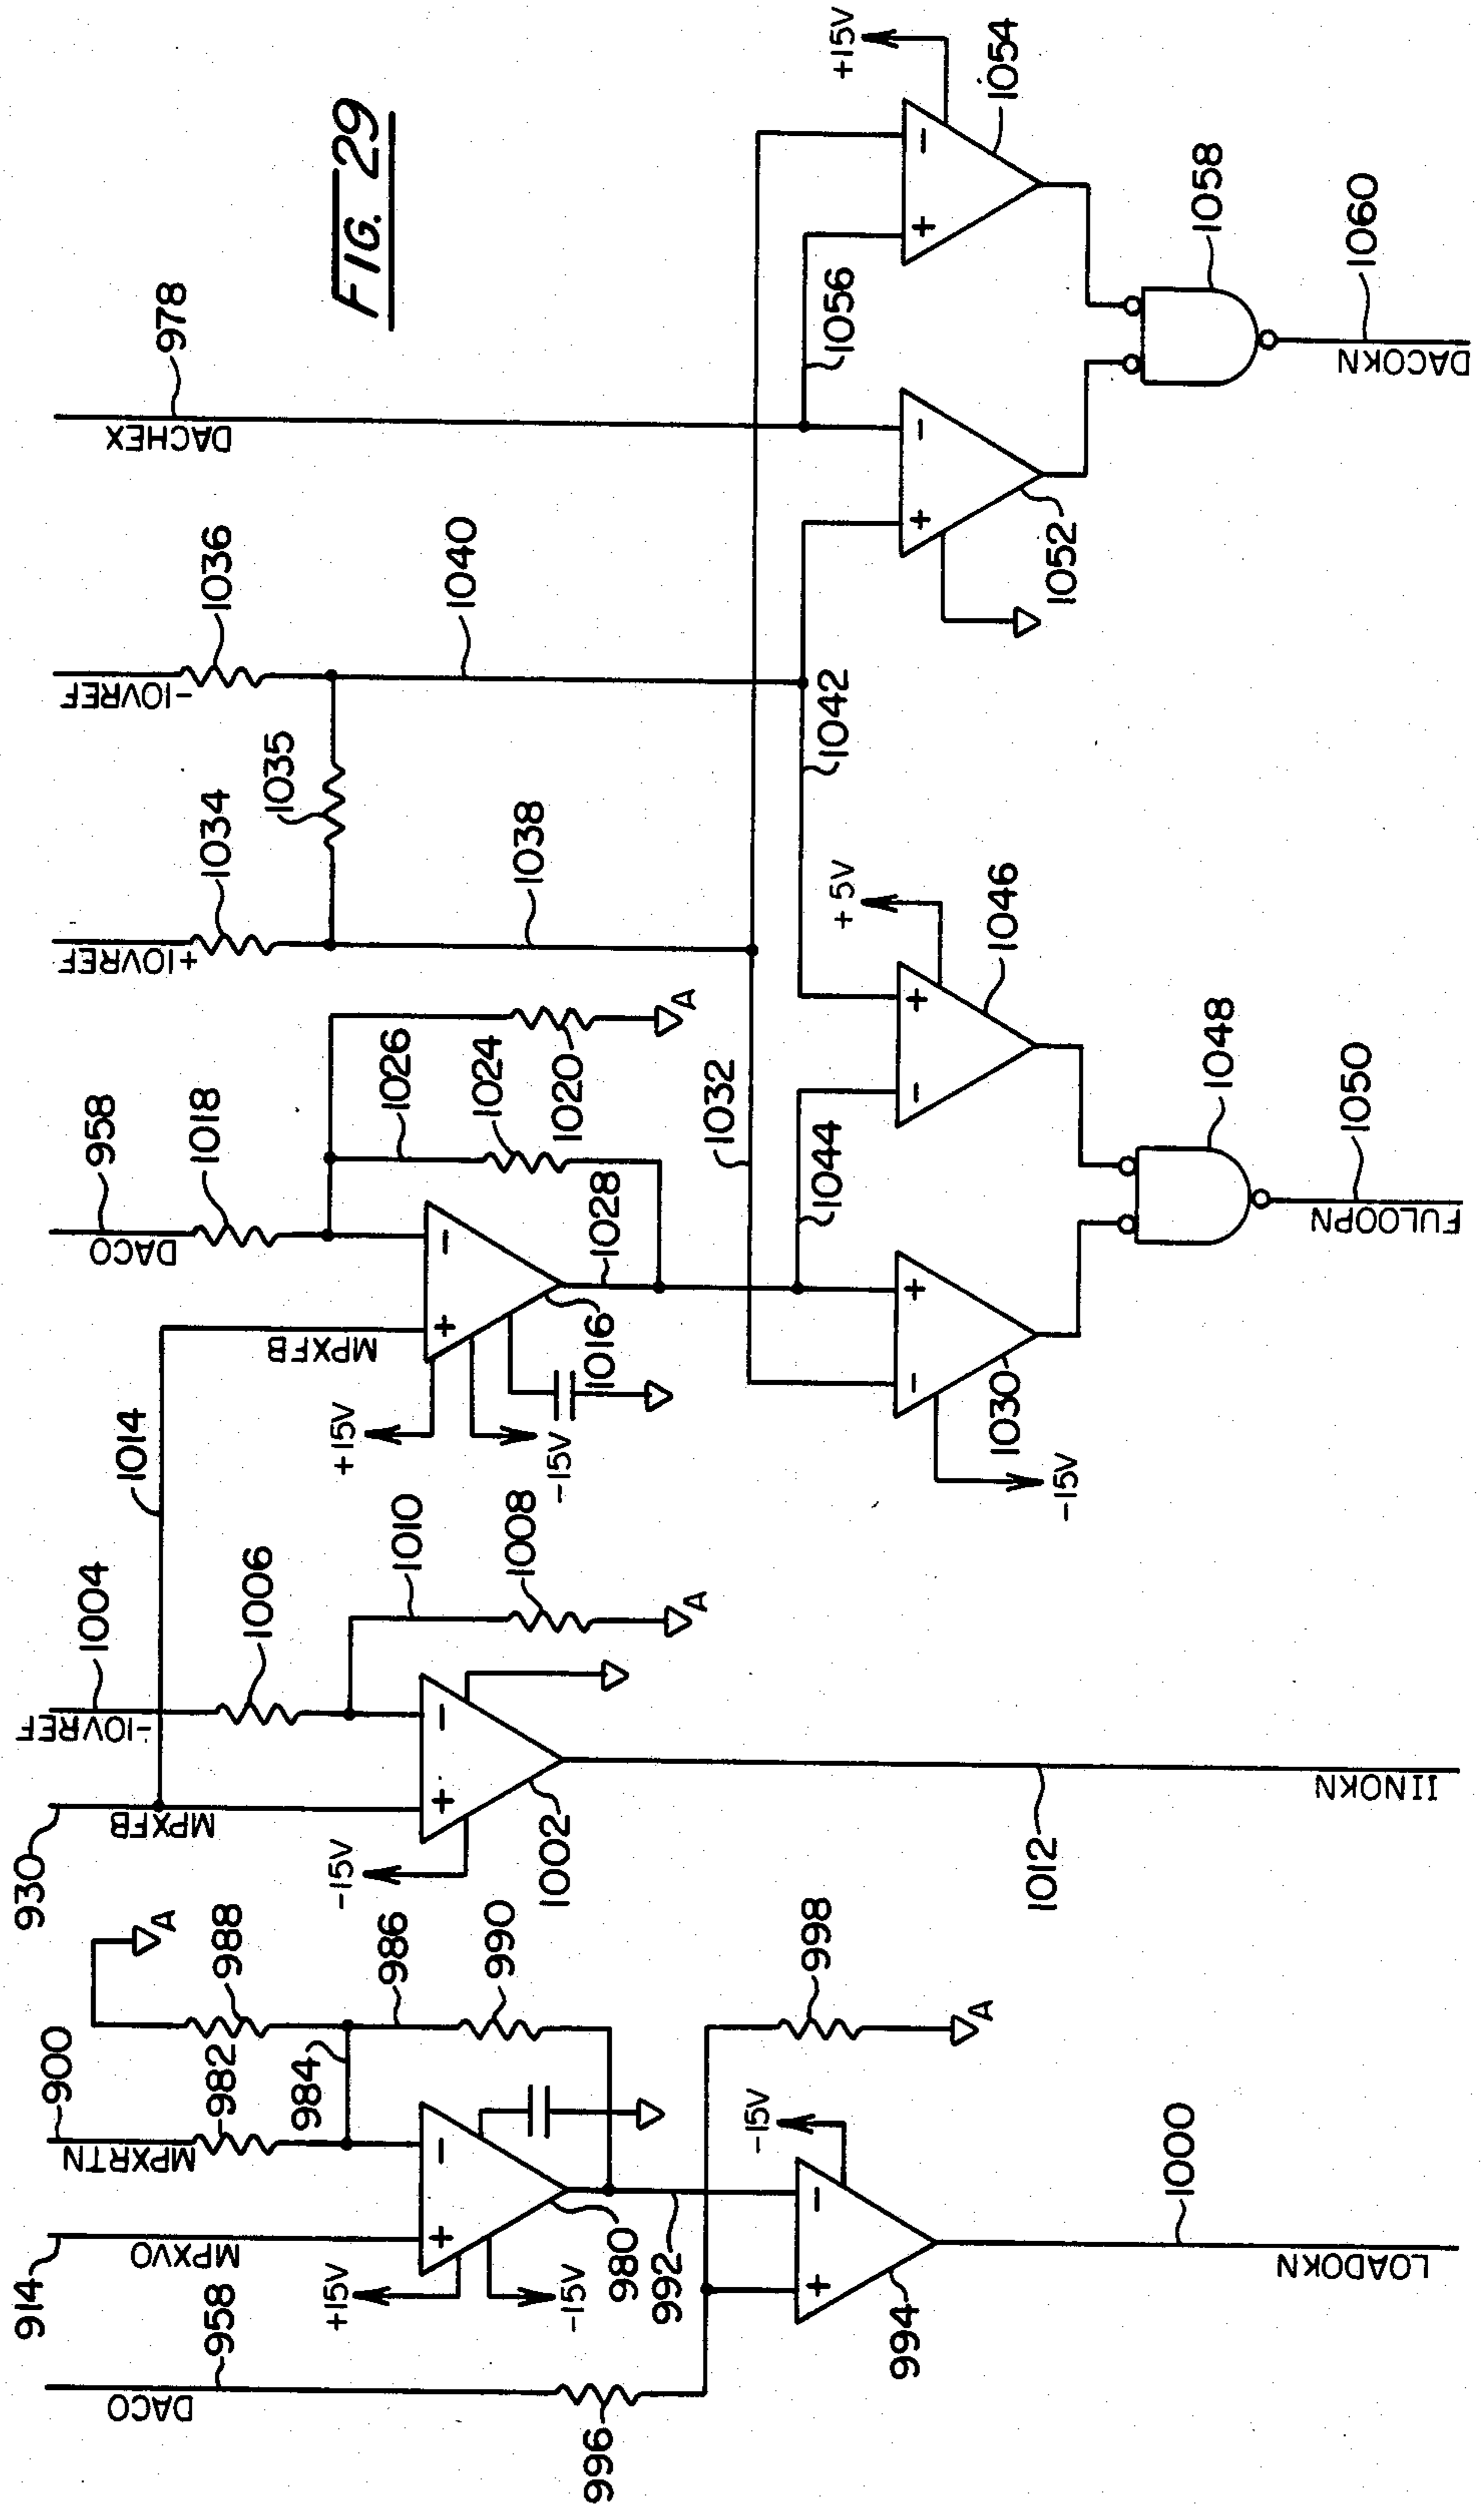 FIG. 29
978
DACHEX
1036
-10VREF
1040
1034
+10VREF
1035
1038
958
DACO
1018
1026
1024
1020
A
1014
MPXFB
+15V
-15V
1016
1028
1004
-10VREF
1006
1010
1008
A
930
MPXFB
-15V
1002
1012
IINOKN
900
MPXRTN
982
988
A
984
986
990
914
MPXVO
+15V
-15V
980
992
958
DACO
996
998
A
-15V
994
1000
LOADOKN
1032
1044
1042
+5V
1046
1030
-15V
1048
1050
FULOOPN
1056
+15V
1054
1052
1058
1060
DACOKN
+
-
+
-
+
-
+
-
-
+
-
+
+
-
+
-